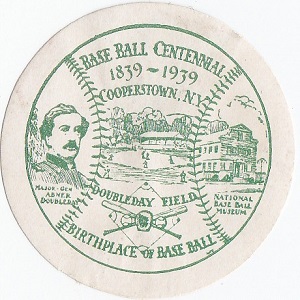 BASE BALL CENTENNIAL
1839 ~ 1939
COOPERSTOWN, N.Y.
MAJOR-GEN
ABNER
DOUBLEDAY
DOUBLEDAY FIELD
NATIONAL
BASE BALL
MUSEUM
BIRTHPLACE OF BASE BALL